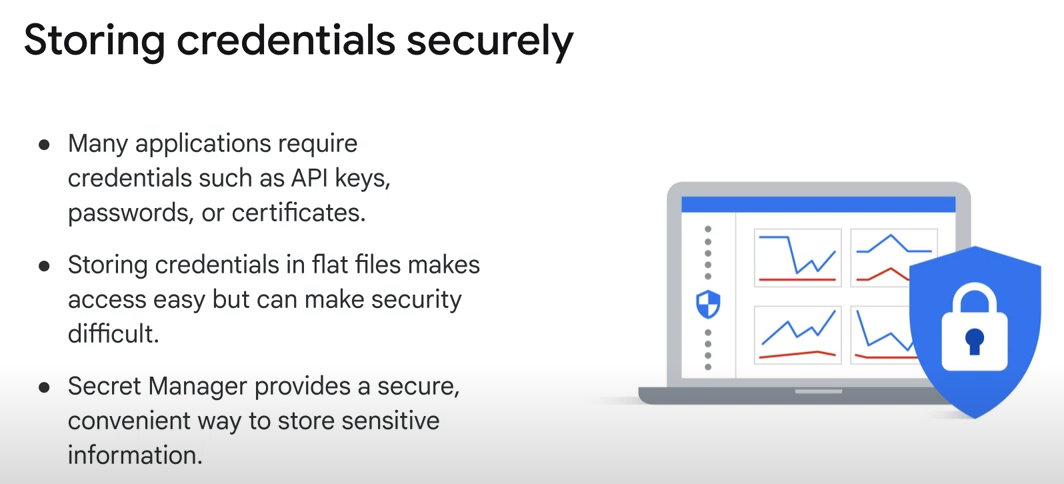 Storing credentials securely
● Many applications require
credentials such as API keys,
passwords, or certificates.
● Storing credentials in flat files makes
access easy but can make security
difficult.
● Secret Manager provides a secure,
convenient way to store sensitive
information.